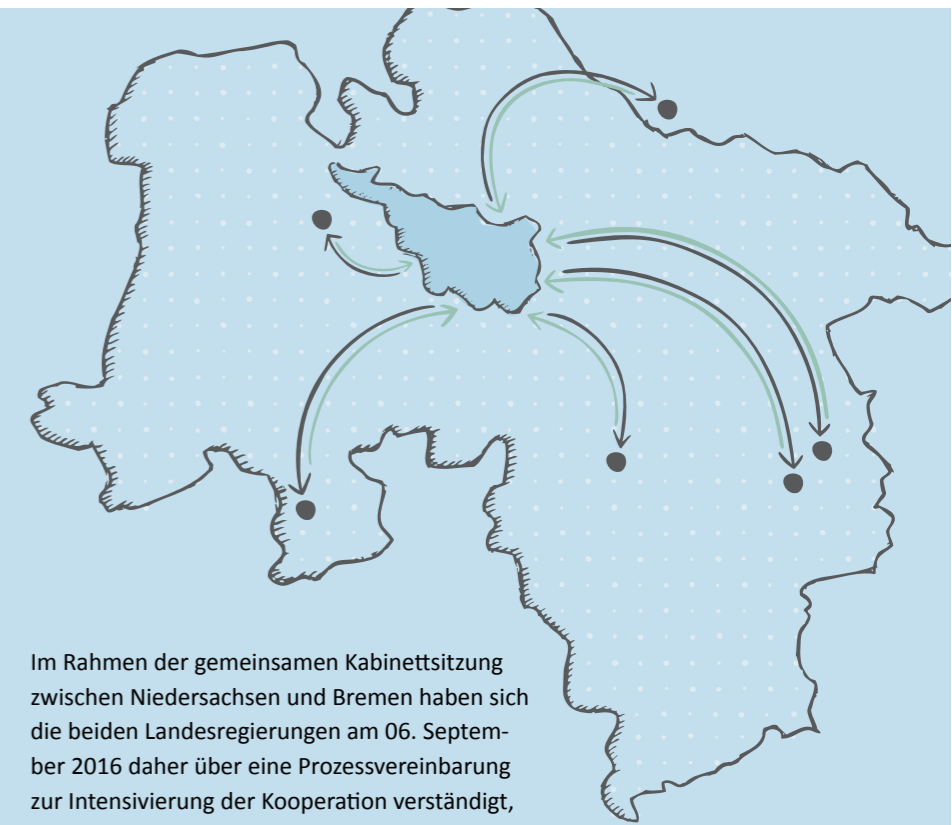 Im Rahmen der gemeinsamen Kabinettsitzung
zwischen Niedersachsen und Bremen haben sich
die beiden Landesregierungen am 06. Septem-
ber 2016 daher über eine Prozessvereinbarung
zur Intensivierung der Kooperation verständigt,